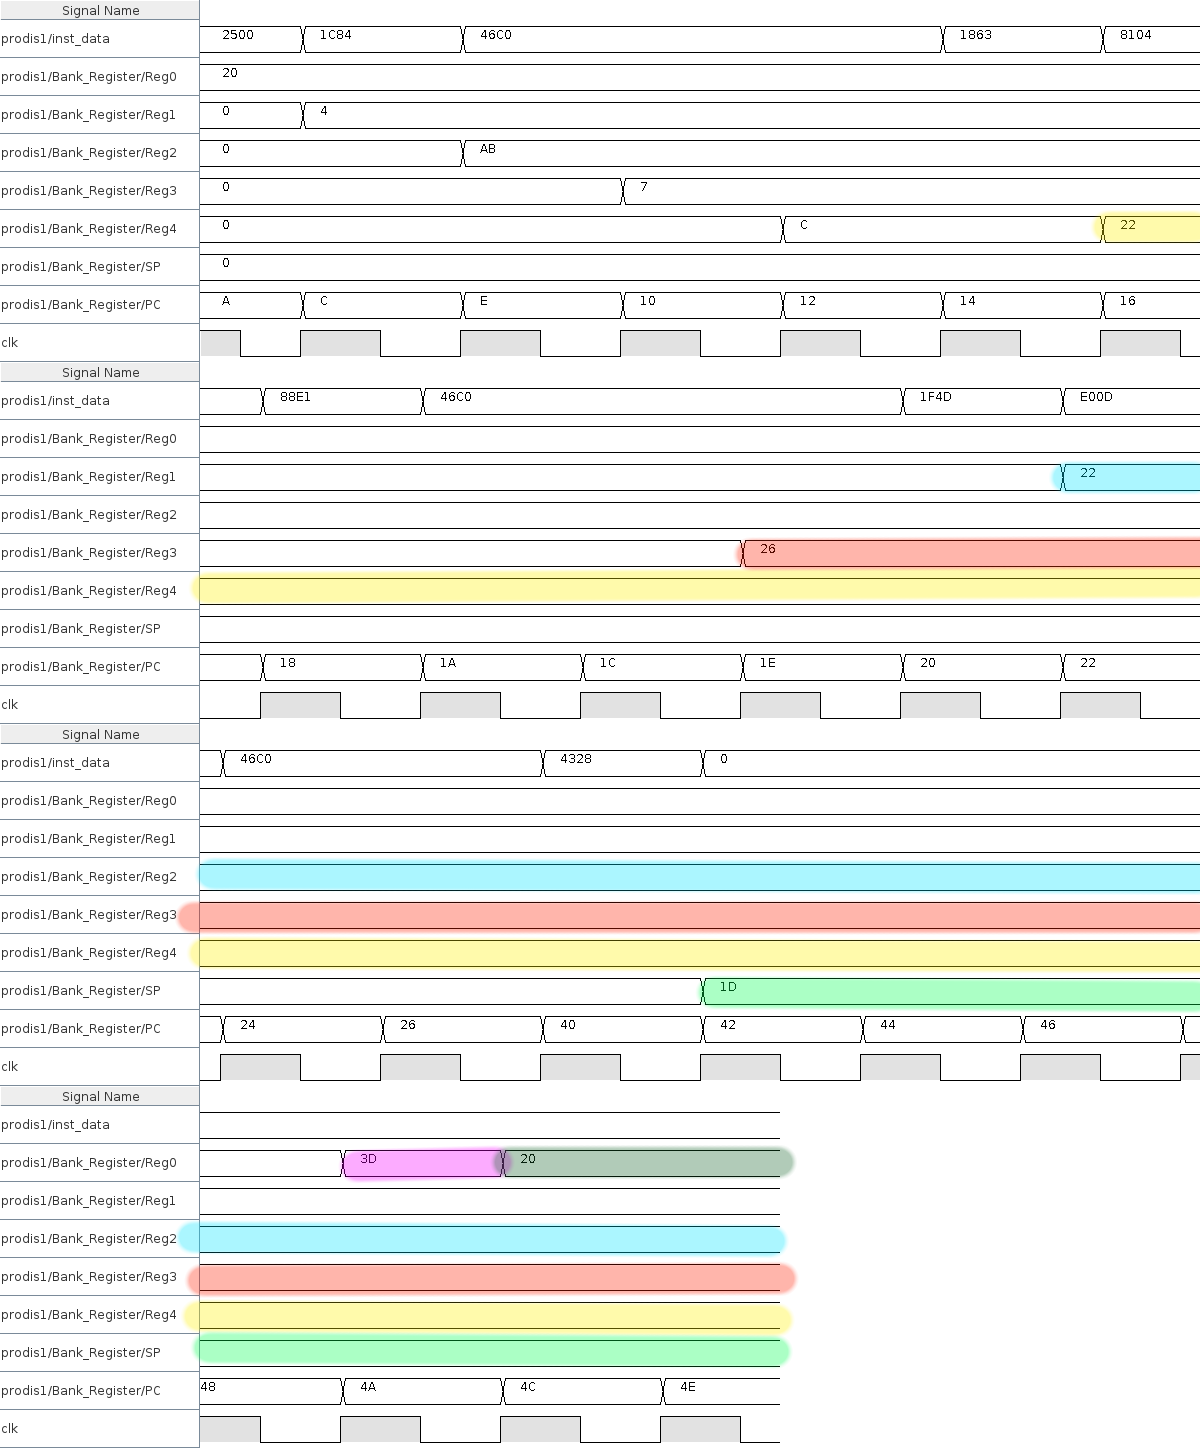 Signal Name
prodis1/inst_data 2500 1C84 46C0 1863 8104
prodis1/Bank_Register/Reg0 20
prodis1/Bank_Register/Reg1 0 4
prodis1/Bank_Register/Reg2 0 AB
prodis1/Bank_Register/Reg3 0 7
prodis1/Bank_Register/Reg4 0 C 22
prodis1/Bank_Register/SP 0
prodis1/Bank_Register/PC A C E 10 12 14 16
clk
Signal Name
prodis1/inst_data 88E1 46C0 1F4D E00D
prodis1/Bank_Register/Reg0
prodis1/Bank_Register/Reg1 22
prodis1/Bank_Register/Reg2
prodis1/Bank_Register/Reg3 26
prodis1/Bank_Register/Reg4
prodis1/Bank_Register/SP
prodis1/Bank_Register/PC 18 1A 1C 1E 20 22
clk
Signal Name
prodis1/inst_data 46C0 4328 0
prodis1/Bank_Register/Reg0
prodis1/Bank_Register/Reg1
prodis1/Bank_Register/Reg2
prodis1/Bank_Register/Reg3
prodis1/Bank_Register/Reg4
prodis1/Bank_Register/SP 1D
prodis1/Bank_Register/PC 24 26 40 42 44 46
clk
Signal Name
prodis1/inst_data
prodis1/Bank_Register/Reg0 3D 20
prodis1/Bank_Register/Reg1
prodis1/Bank_Register/Reg2
prodis1/Bank_Register/Reg3
prodis1/Bank_Register/Reg4
prodis1/Bank_Register/SP
prodis1/Bank_Register/PC 48 4A 4C 4E
clk